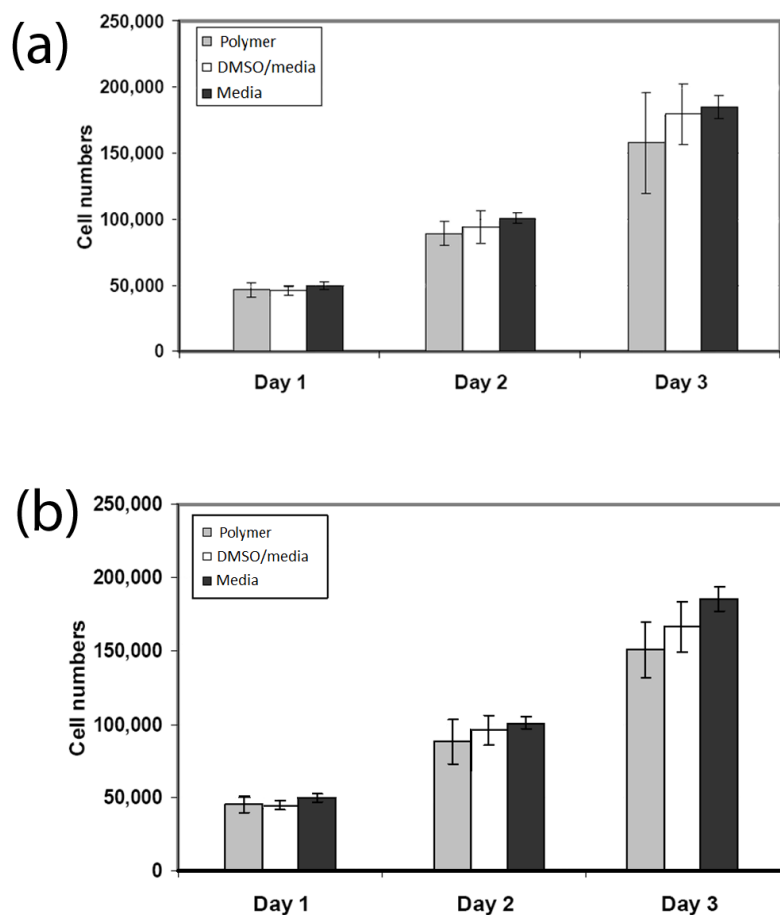 (a)
250,000
200,000
150,000
100,000
50,000
0
Cell numbers
Polymer
DMSO/media
Media
Day 1 Day 2 Day 3
(b)
250,000
200,000
150,000
100,000
50,000
0
Cell numbers
Polymer
DMSO/media
Media
Day 1 Day 2 Day 3